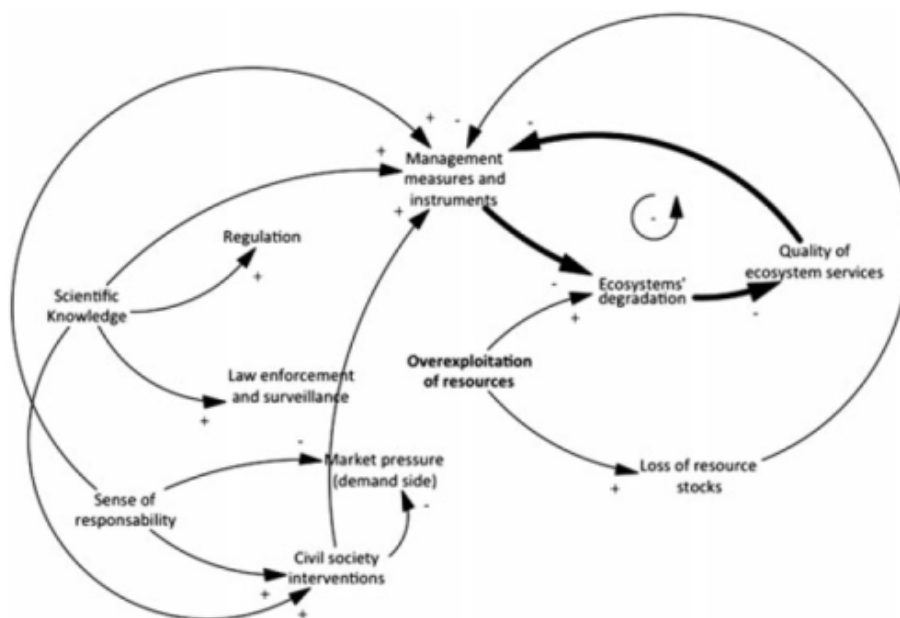 + -
-
+
Management
measures and
instruments
+
-
Regulation
+
Quality of
ecosystem services
Scientific
Knowledge
-
Ecosystems'
degradation
+
-
Overexploitation
of resources
Law enforcement
and surveillance
+
-
Market pressure
(demand side)
-
Loss of resource
stocks
+
Sense of
responsability
Civil society
interventions
+
+